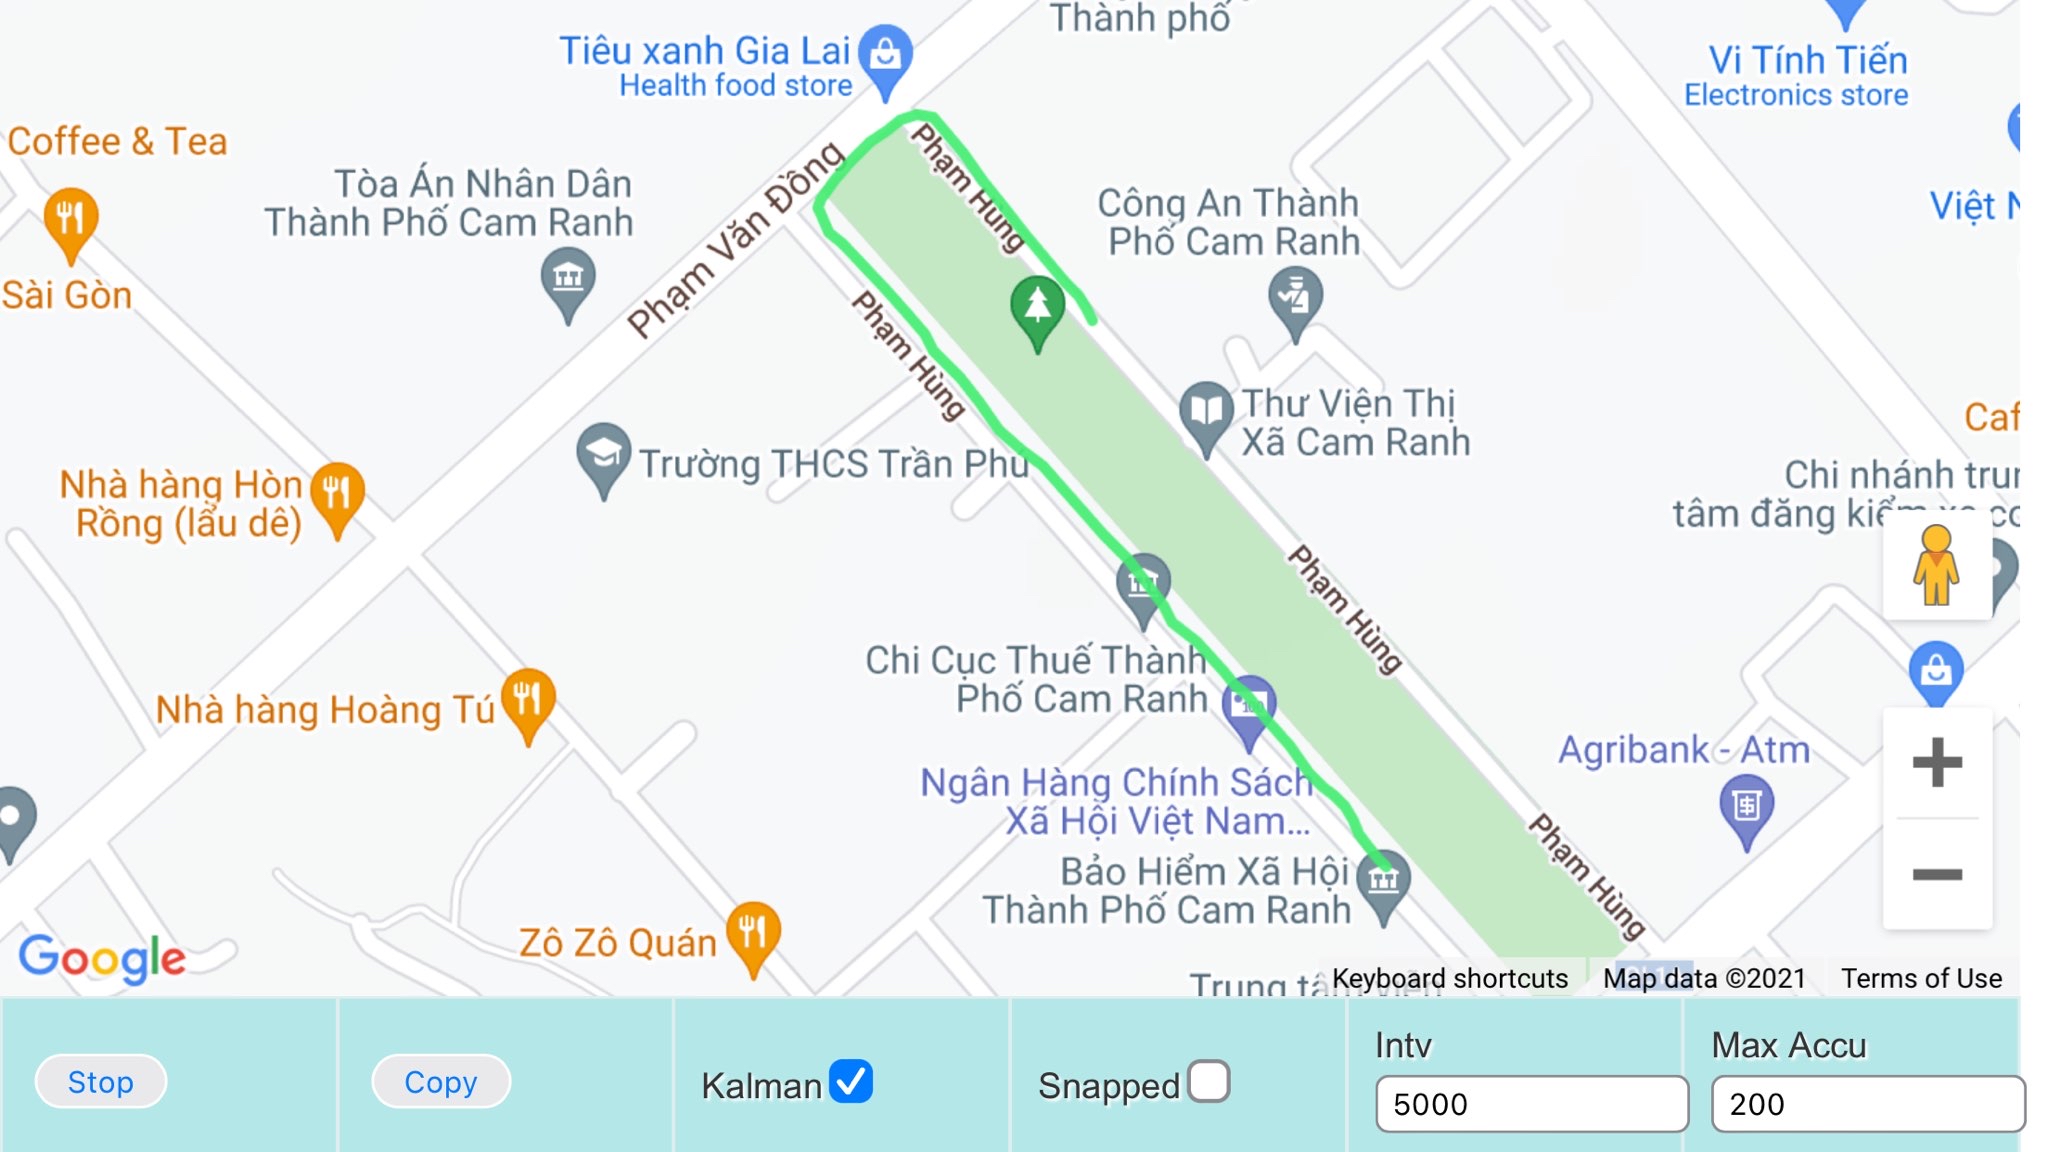 Thành phố
Tiêu xanh Gia Lai
Health food store
Vi Tính Tiến
Electronics store
Coffee & Tea
Tòa Án Nhân Dân
Thành Phố Cam Ranh
Phạm Văn Đồng
Phạm Hùng
Công An Thành
Phố Cam Ranh
Việt
Sài Gòn
Phạm Hùng
Thư Viện Thị
Xã Cam Ranh
Trường THCS Trần Phú
Nhà hàng Hòn
Rồng (lẩu dê)
Chi nhánh
tâm đăng kiểm xe
Phạm Hùng
Chi Cục Thuế Thành
Phố Cam Ranh
Nhà hàng Hoàng Tú
Agribank - Atm
Ngân Hàng Chính Sách
Xã Hội Việt Nam...
Phạm Hùng
Bảo Hiểm Xã Hội
Thành Phố Cam Ranh
Zô Zô Quán
Google
Keyboard shortcuts
Map data ©2021
Terms of Use
Stop
Copy
Kalman
Snapped
Intv
5000
Max Accu
200